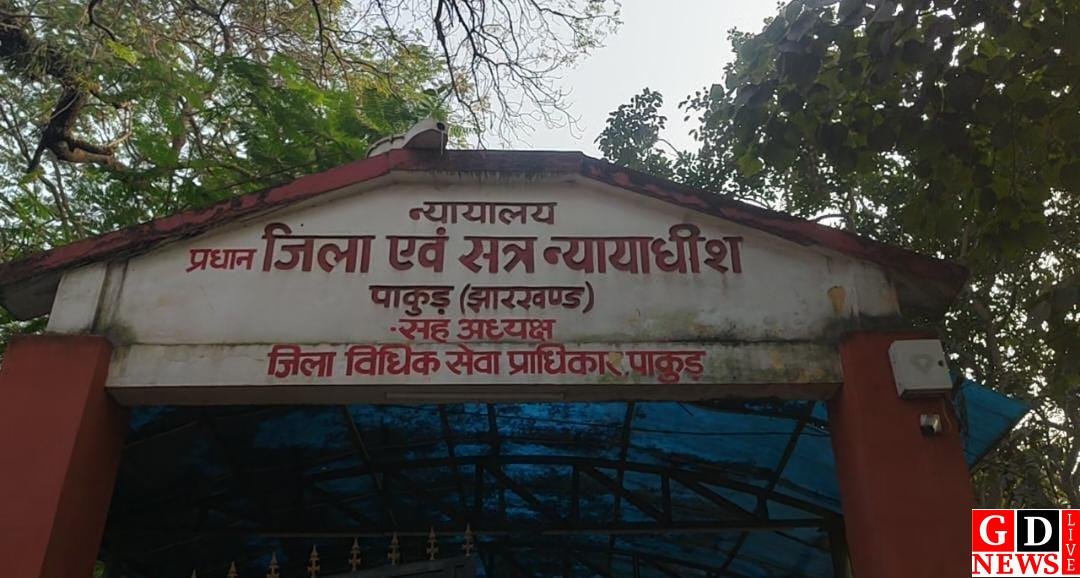 न्यायालय
प्रधान जिला एवं सत्र न्यायाधीश
पाकुड़ (झारखण्ड)
-सह अध्यक्ष
जिला विधिक सेवा प्राधिकार, पाकुड़
GD
NEWS
LIVE